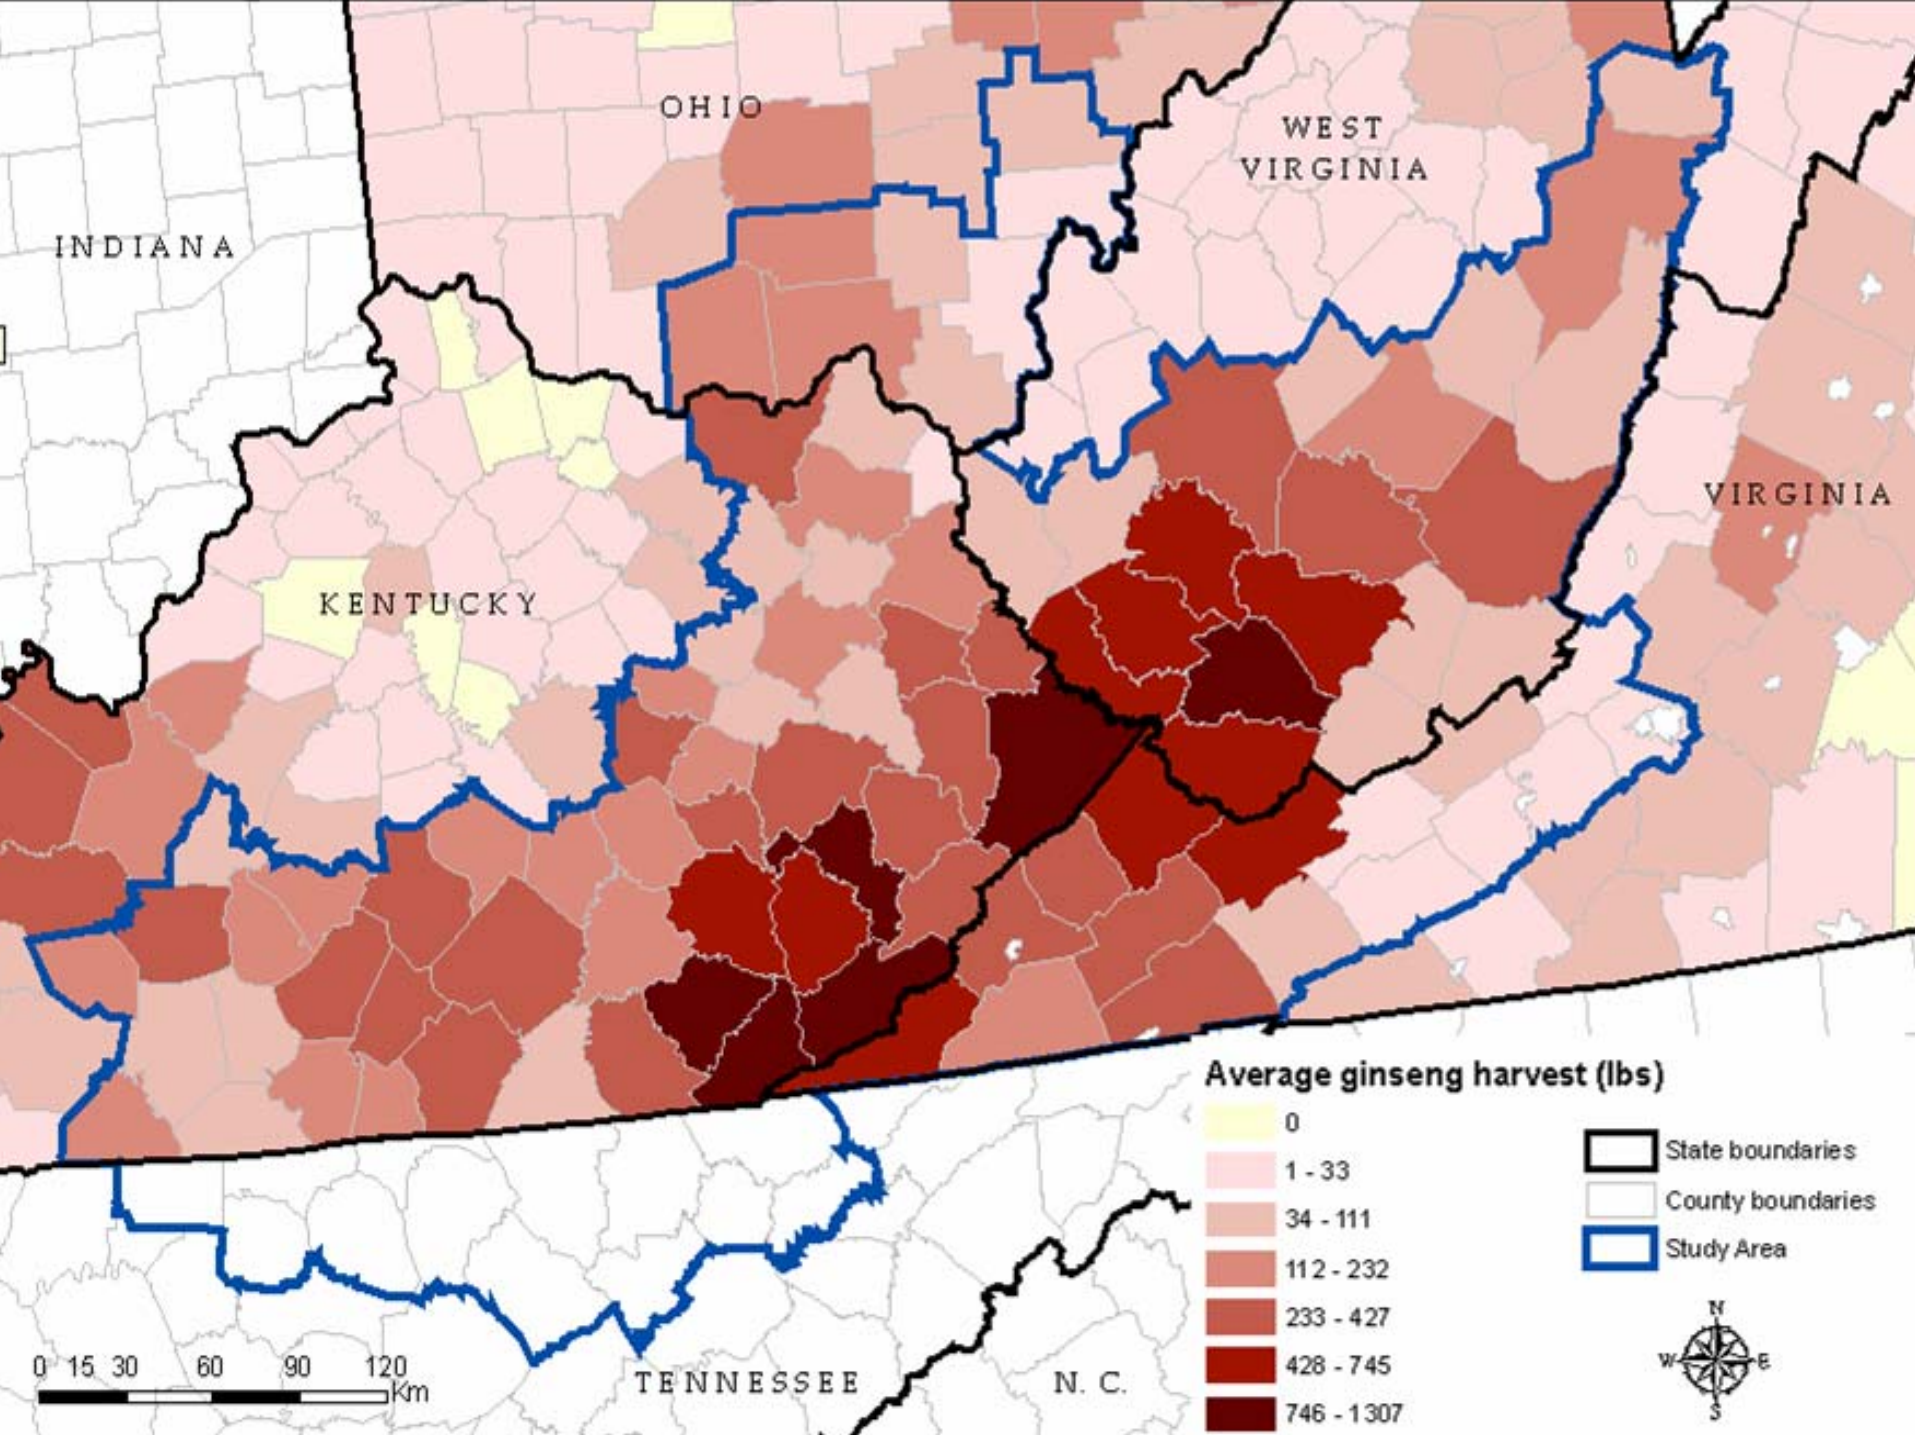 OHIO
WEST
VIRGINIA
INDIANA
VIRGINIA
KENTUCKY
Average ginseng harvest (lbs)
0
1 - 33
34 - 111
112 - 232
233 - 427
428 - 745
746 - 1307
State boundaries
County boundaries
Study Area
N
W
E
S
0 15 30 60 90 120
Km
TENNESSEE
N. C.